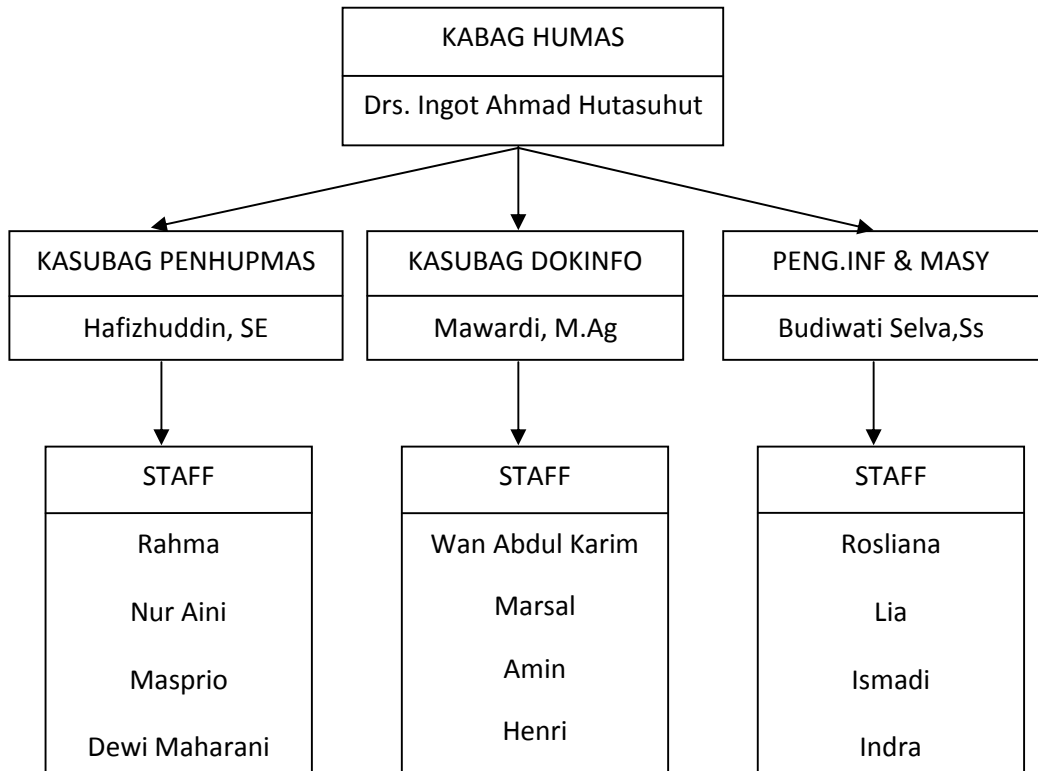 KABAG HUMAS
Drs. Ingot Ahmad Hutasuhut
KASUBAG PENHUPMAS
Hafizhuddin, SE
KASUBAG DOKINFO
Mawardi, M.Ag
PENG.INF & MASY
Budiwati Selva,Ss
STAFF
Rahma
Nur Aini
Masprio
Dewi Maharani
STAFF
Wan Abdul Karim
Marsal
Amin
Henri
STAFF
Rosliana
Lia
Ismadi
Indra